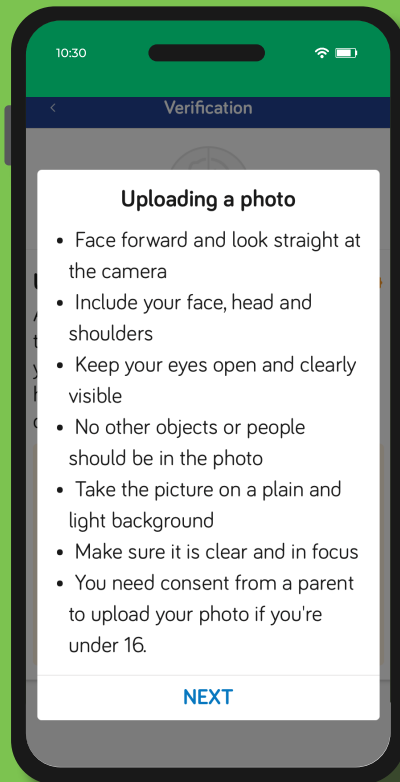 10:30
Verification
Uploading a photo
• Face forward and look straight at
the camera
• Include your face, head and
shoulders
• Keep your eyes open and clearly
visible
• No other objects or people
should be in the photo
• Take the picture on a plain and
light background
• Make sure it is clear and in focus
• You need consent from a parent
to upload your photo if you're
under 16.
NEXT